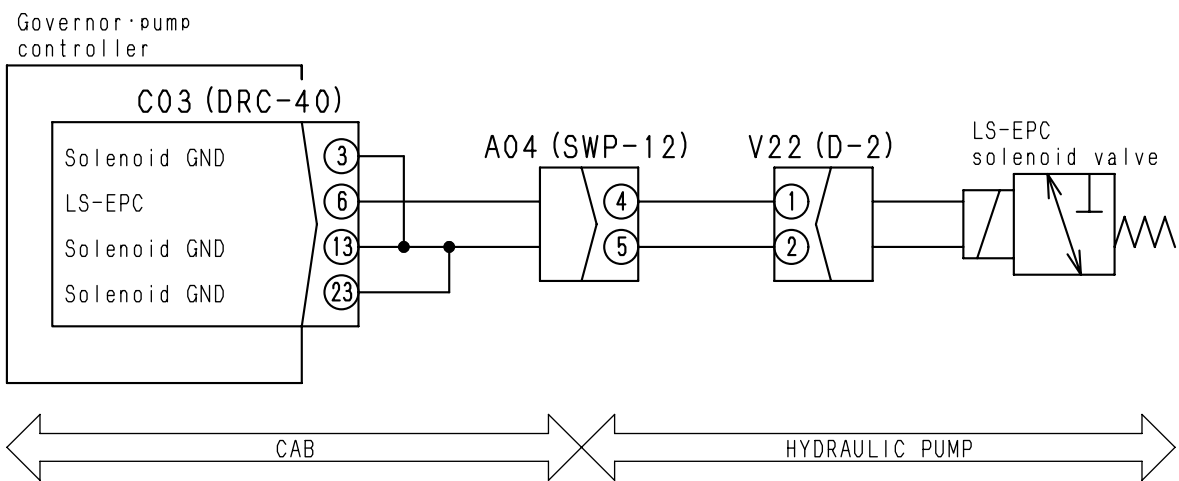 Governor·pump
controller
C03 (DRC-40)
Solenoid GND
3
LS-EPC
6
Solenoid GND
13
Solenoid GND
23
A04 (SWP-12)
4
5
V22 (D-2)
1
2
LS-EPC
solenoid valve
CAB
HYDRAULIC PUMP